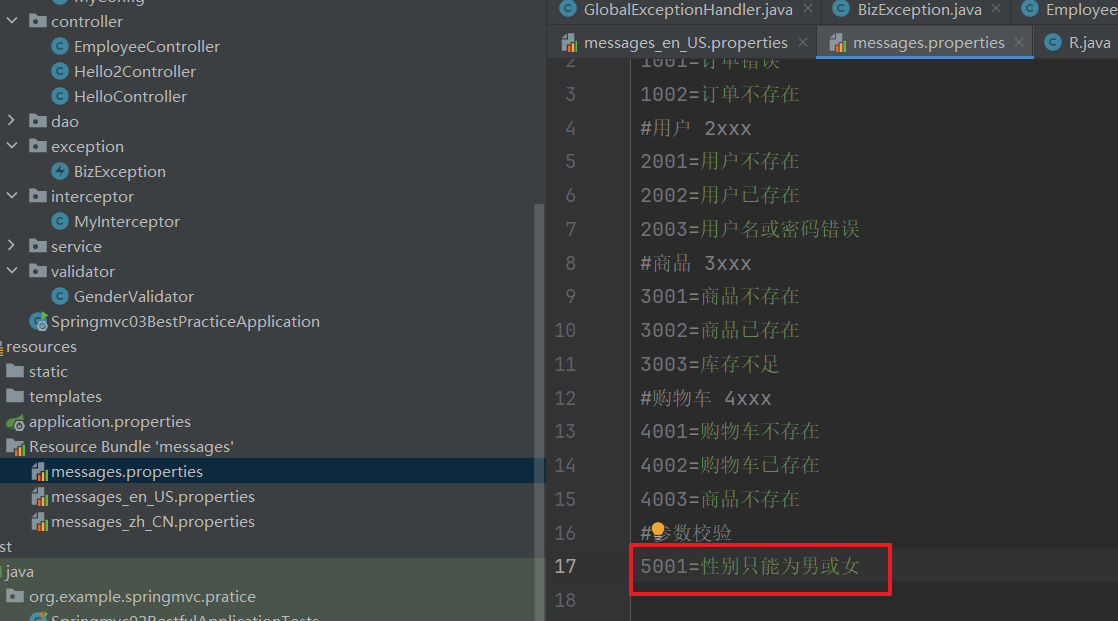 MyConfig
controller
EmployeeController
Hello2Controller
HelloController
dao
exception
BizException
interceptor
MyInterceptor
service
validator
GenderValidator
Springmvc03BestPracticeApplication
resources
static
templates
application.properties
Resource Bundle 'messages'
messages.properties
messages_en_US.properties
messages_zh_CN.properties
st
java
org.example.springmvc.pratice
GlobalExceptionHandler.java
BizException.java
Employee
messages_en_US.properties
messages.properties
R.java
2 1001=订单错误
3 1002=订单不存在
4 #用户 2xxx
5 2001=用户不存在
6 2002=用户已存在
7 2003=用户名或密码错误
8 #商品 3xxx
9 3001=商品不存在
10 3002=商品已存在
11 3003=库存不足
12 #购物车 4xxx
13 4001=购物车不存在
14 4002=购物车已存在
15 4003=商品不存在
16 #参数校验
17 5001=性别只能为男或女
18